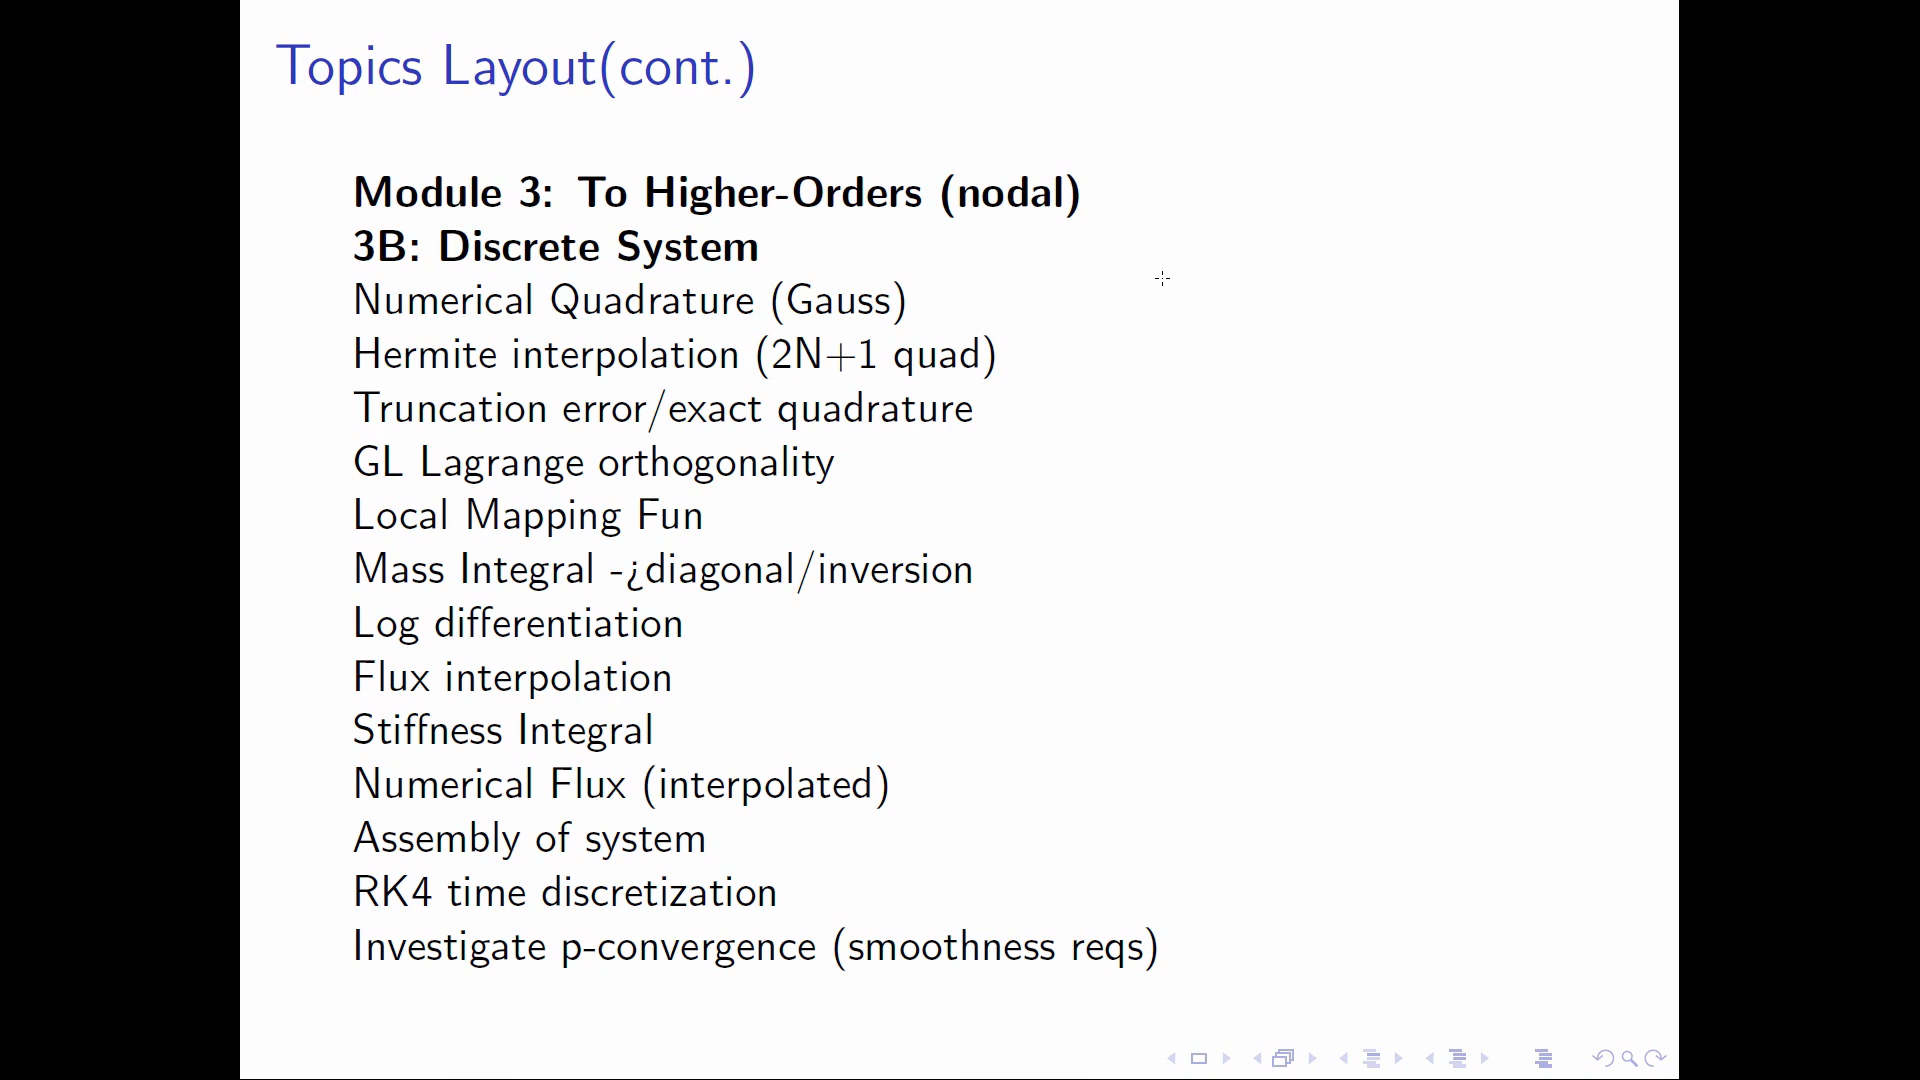 Topics Layout(cont.)
Module 3: To Higher-Orders (nodal)
3B: Discrete System
Numerical Quadrature (Gauss)
Hermite interpolation (2N+1 quad)
Truncation error/exact quadrature
GL Lagrange orthogonality
Local Mapping Fun
Mass Integral -¿diagonal/inversion
Log differentiation
Flux interpolation
Stiffness Integral
Numerical Flux (interpolated)
Assembly of system
RK4 time discretization
Investigate p-convergence (smoothness reqs)